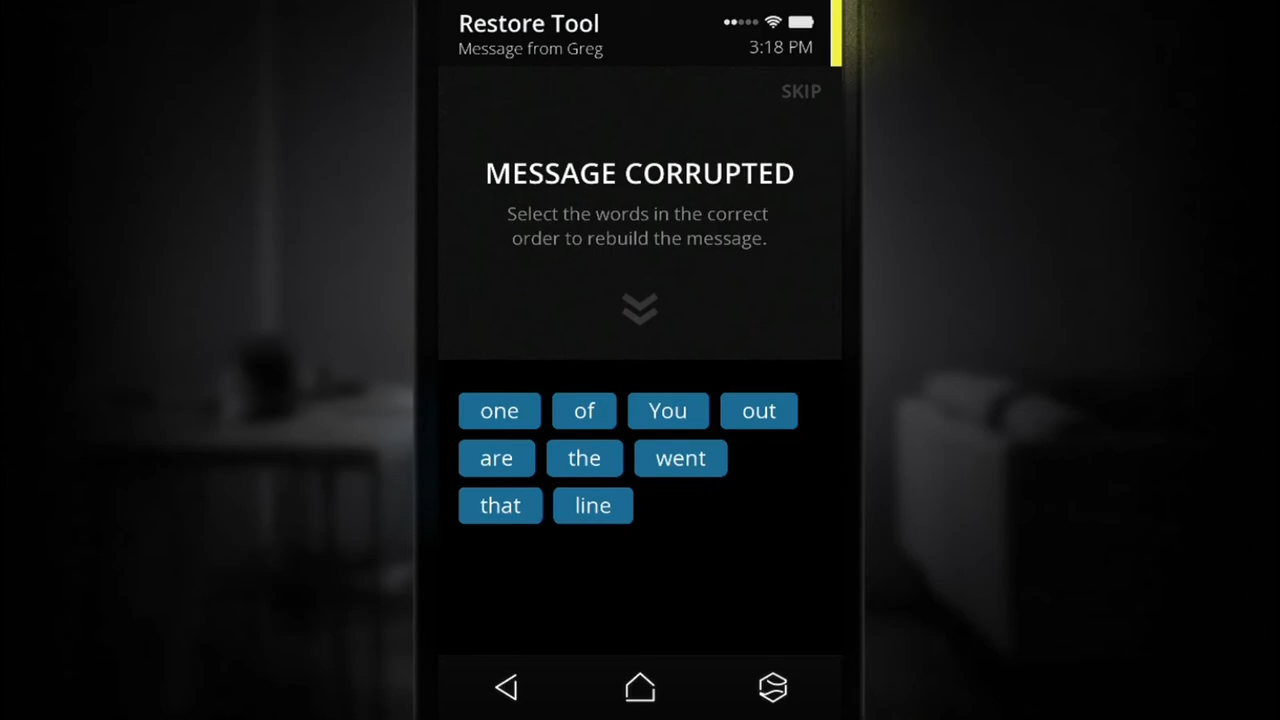 Restore Tool
Message from Greg
3:18 PM
SKIP
MESSAGE CORRUPTED
Select the words in the correct
order to rebuild the message.
one of You out
are the went
that line